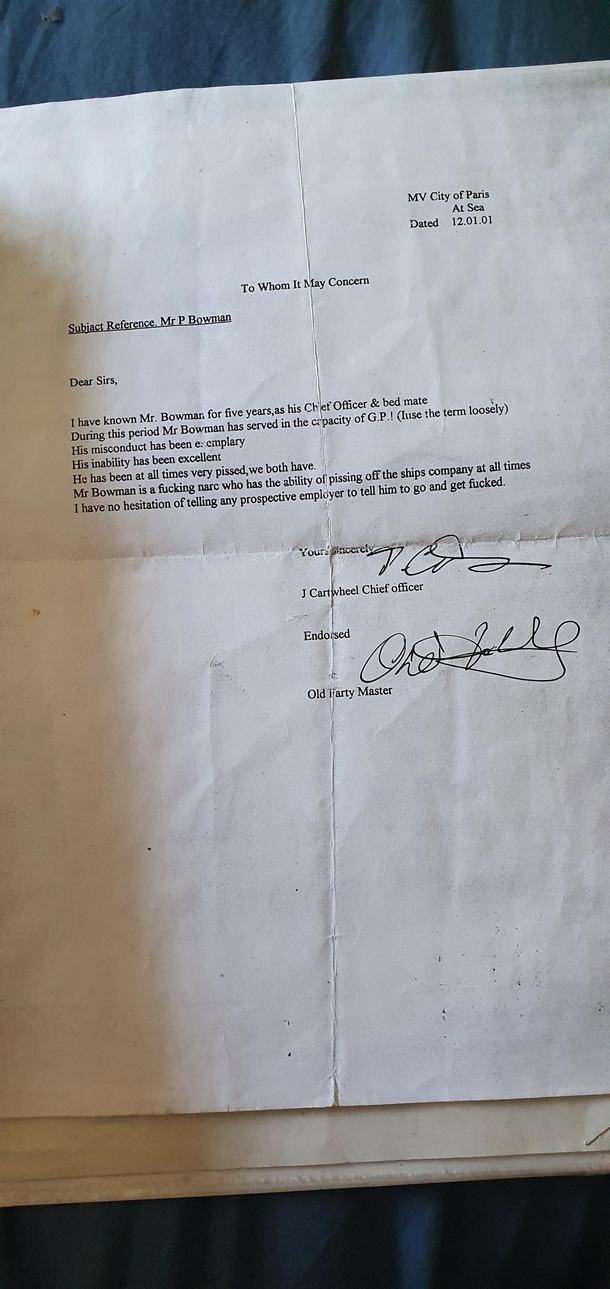 MV City of Paris
At Sea
Dated 12.01.01
To Whom It May Concern
Subjact Reference. Mr P Bowman
Dear Sirs,
I have known Mr. Bowman for five years,as his Chief Officer & bed mate
During this period Mr Bowman has served in the capacity of G.P.! (Iuse the term loosely)
His misconduct has been exemplary
His inability has been excellent
He has been at all times very pissed,we both have.
Mr Bowman is a fucking narc who has the ability of pissing off the ships company at all times
I have no hesitation of telling any prospective employer to tell him to go and get fucked.
Yours Sincerely
J Cartwheel Chief officer
Endorsed
Old Farty Master